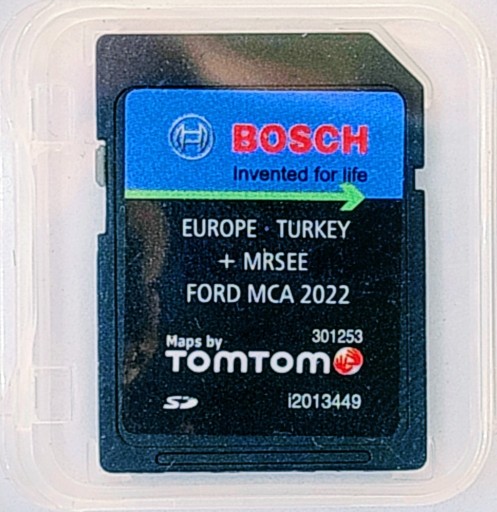 BOSCH
Invented for life
EUROPE · TURKEY
+ MRSEE
FORD MCA 2022
301253
Maps by
TOMTOM
SD
i2013449